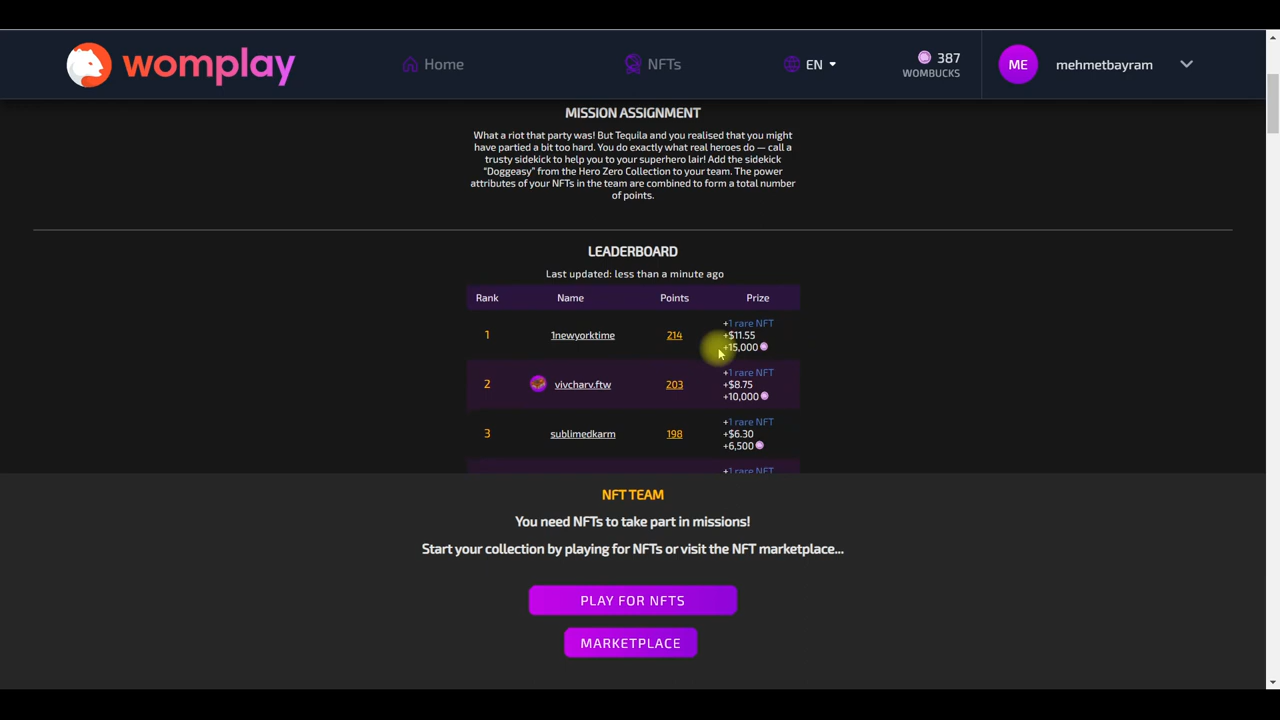 womplay
Home
NFTs
EN
387
WOMBUCKS
ME
mehmetbayram
MISSION ASSIGNMENT
What a riot that party was! But Tequila and you realised that you might
have partied a bit too hard. You do exactly what real heroes do — call a
trusty sidekick to help you to your superhero lair! Add the sidekick
“Doggeasy” from the Hero Zero Collection to your team. The power
attributes of your NFTs in the team are combined to form a total number
of points.
LEADERBOARD
Last updated: less than a minute ago
Rank Name Points Prize
1 1newyorktime 214
+1 rare NFT
+$11.55
+15,000
2 vivcharv.ftw 203
+1 rare NFT
+$8.75
+10,000
3 sublimedkarm 198
+1 rare NFT
+$6.30
+6,500
+1 rare NFT
NFT TEAM
You need NFTs to take part in missions!
Start your collection by playing for NFTs or visit the NFT marketplace...
PLAY FOR NFTS
MARKETPLACE